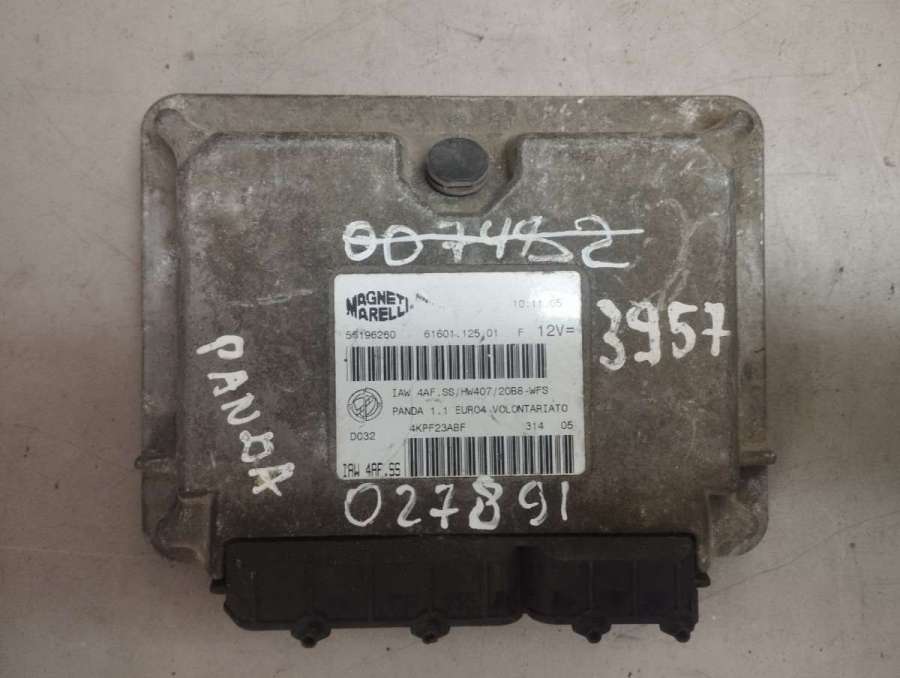 007452
MAGNETI MARELLI
10:11.05
55196260 61601.125,01 F 12V=
3957
IAW 4AF.SS/HW407/20B8-WFS
PANDA 1.1 EURO4 VOLONTARIATO
D032 4KPF23ABF 314 05
IAW 4AF.SS
PANDA
027891